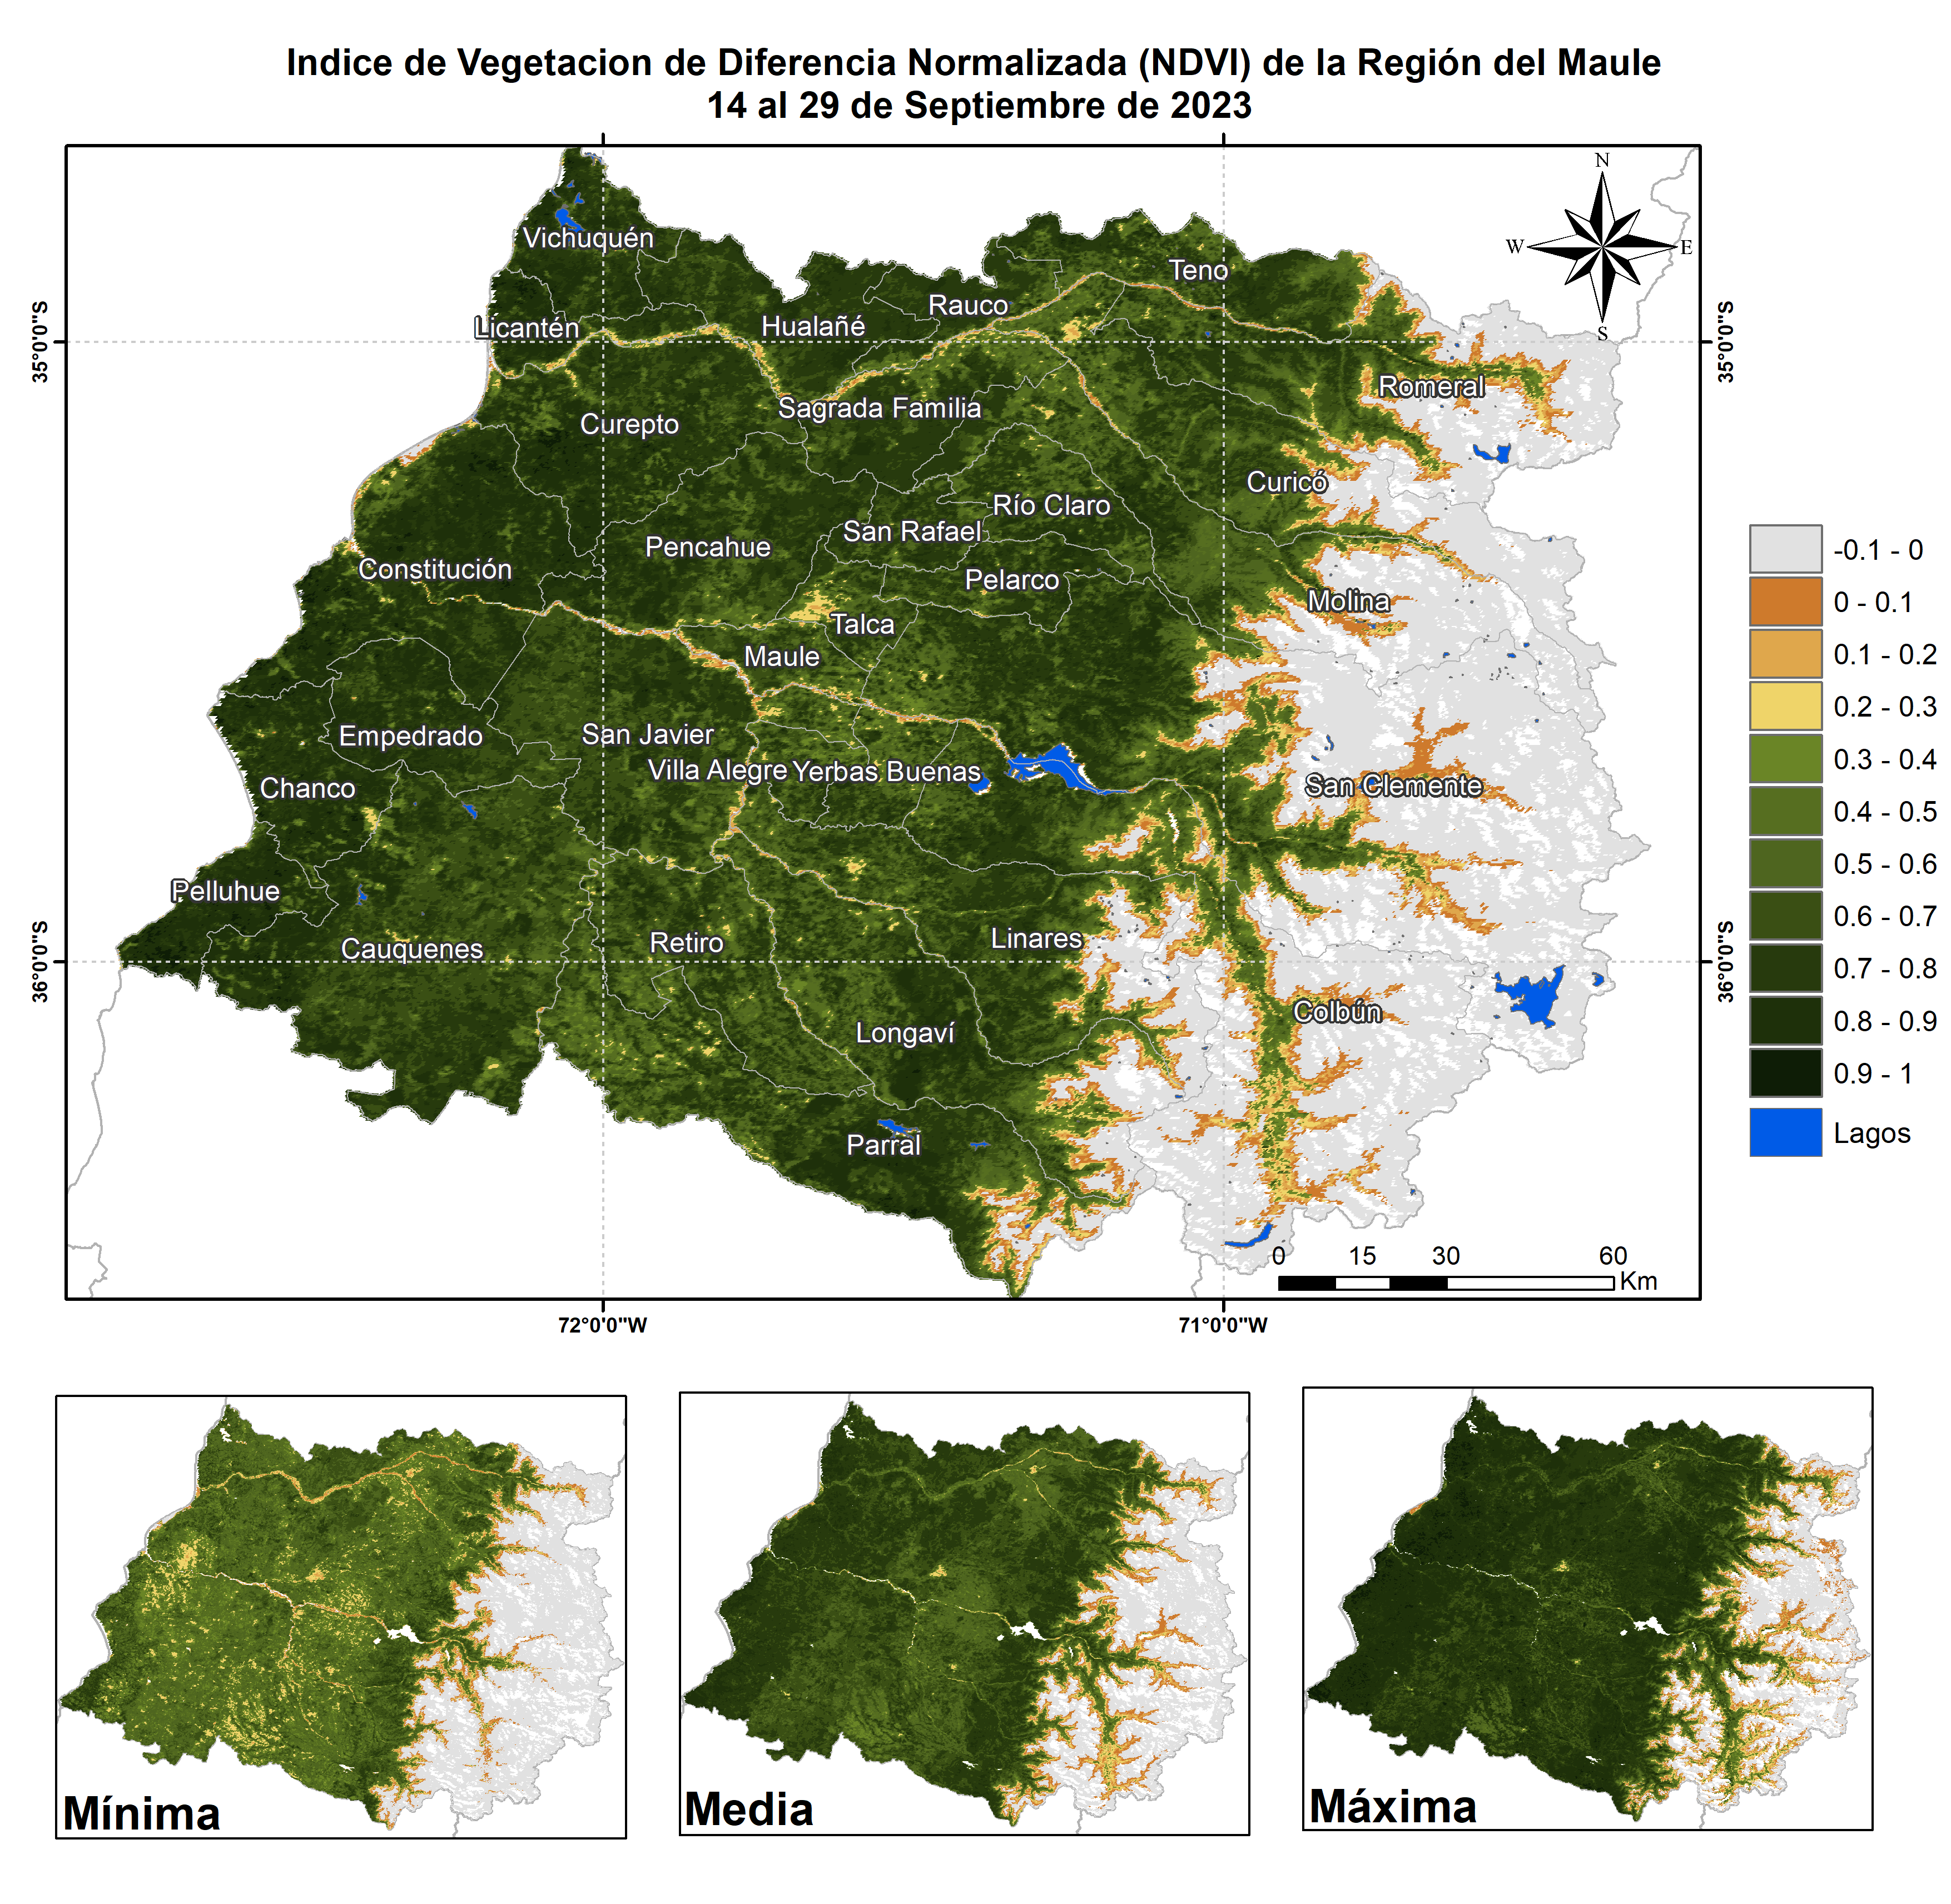 Indice de Vegetacion de Diferencia Normalizada (NDVI) de la Región del Maule
14 al 29 de Septiembre de 2023
N
W
E
S
Vichuquén
Teno
Rauco
Licantén
Hualañé
35°0'0"S
35°0'0"S
Romeral
Sagrada Familia
Curepto
Curicó
Río Claro
San Rafael
Pencahue
Constitución
Pelarco
Molina
Talca
Maule
Empedrado
San Javier
Villa Alegre
Yerbas Buenas
San Clemente
Chanco
Pelluhue
Cauquenes
Retiro
Linares
36°0'0"S
36°0'0"S
Colbún
Longaví
Parral
0 15 30 60
Km
72°0'0"W
71°0'0"W
-0.1 - 0
0 - 0.1
0.1 - 0.2
0.2 - 0.3
0.3 - 0.4
0.4 - 0.5
0.5 - 0.6
0.6 - 0.7
0.7 - 0.8
0.8 - 0.9
0.9 - 1
Lagos
Mínima
Media
Máxima